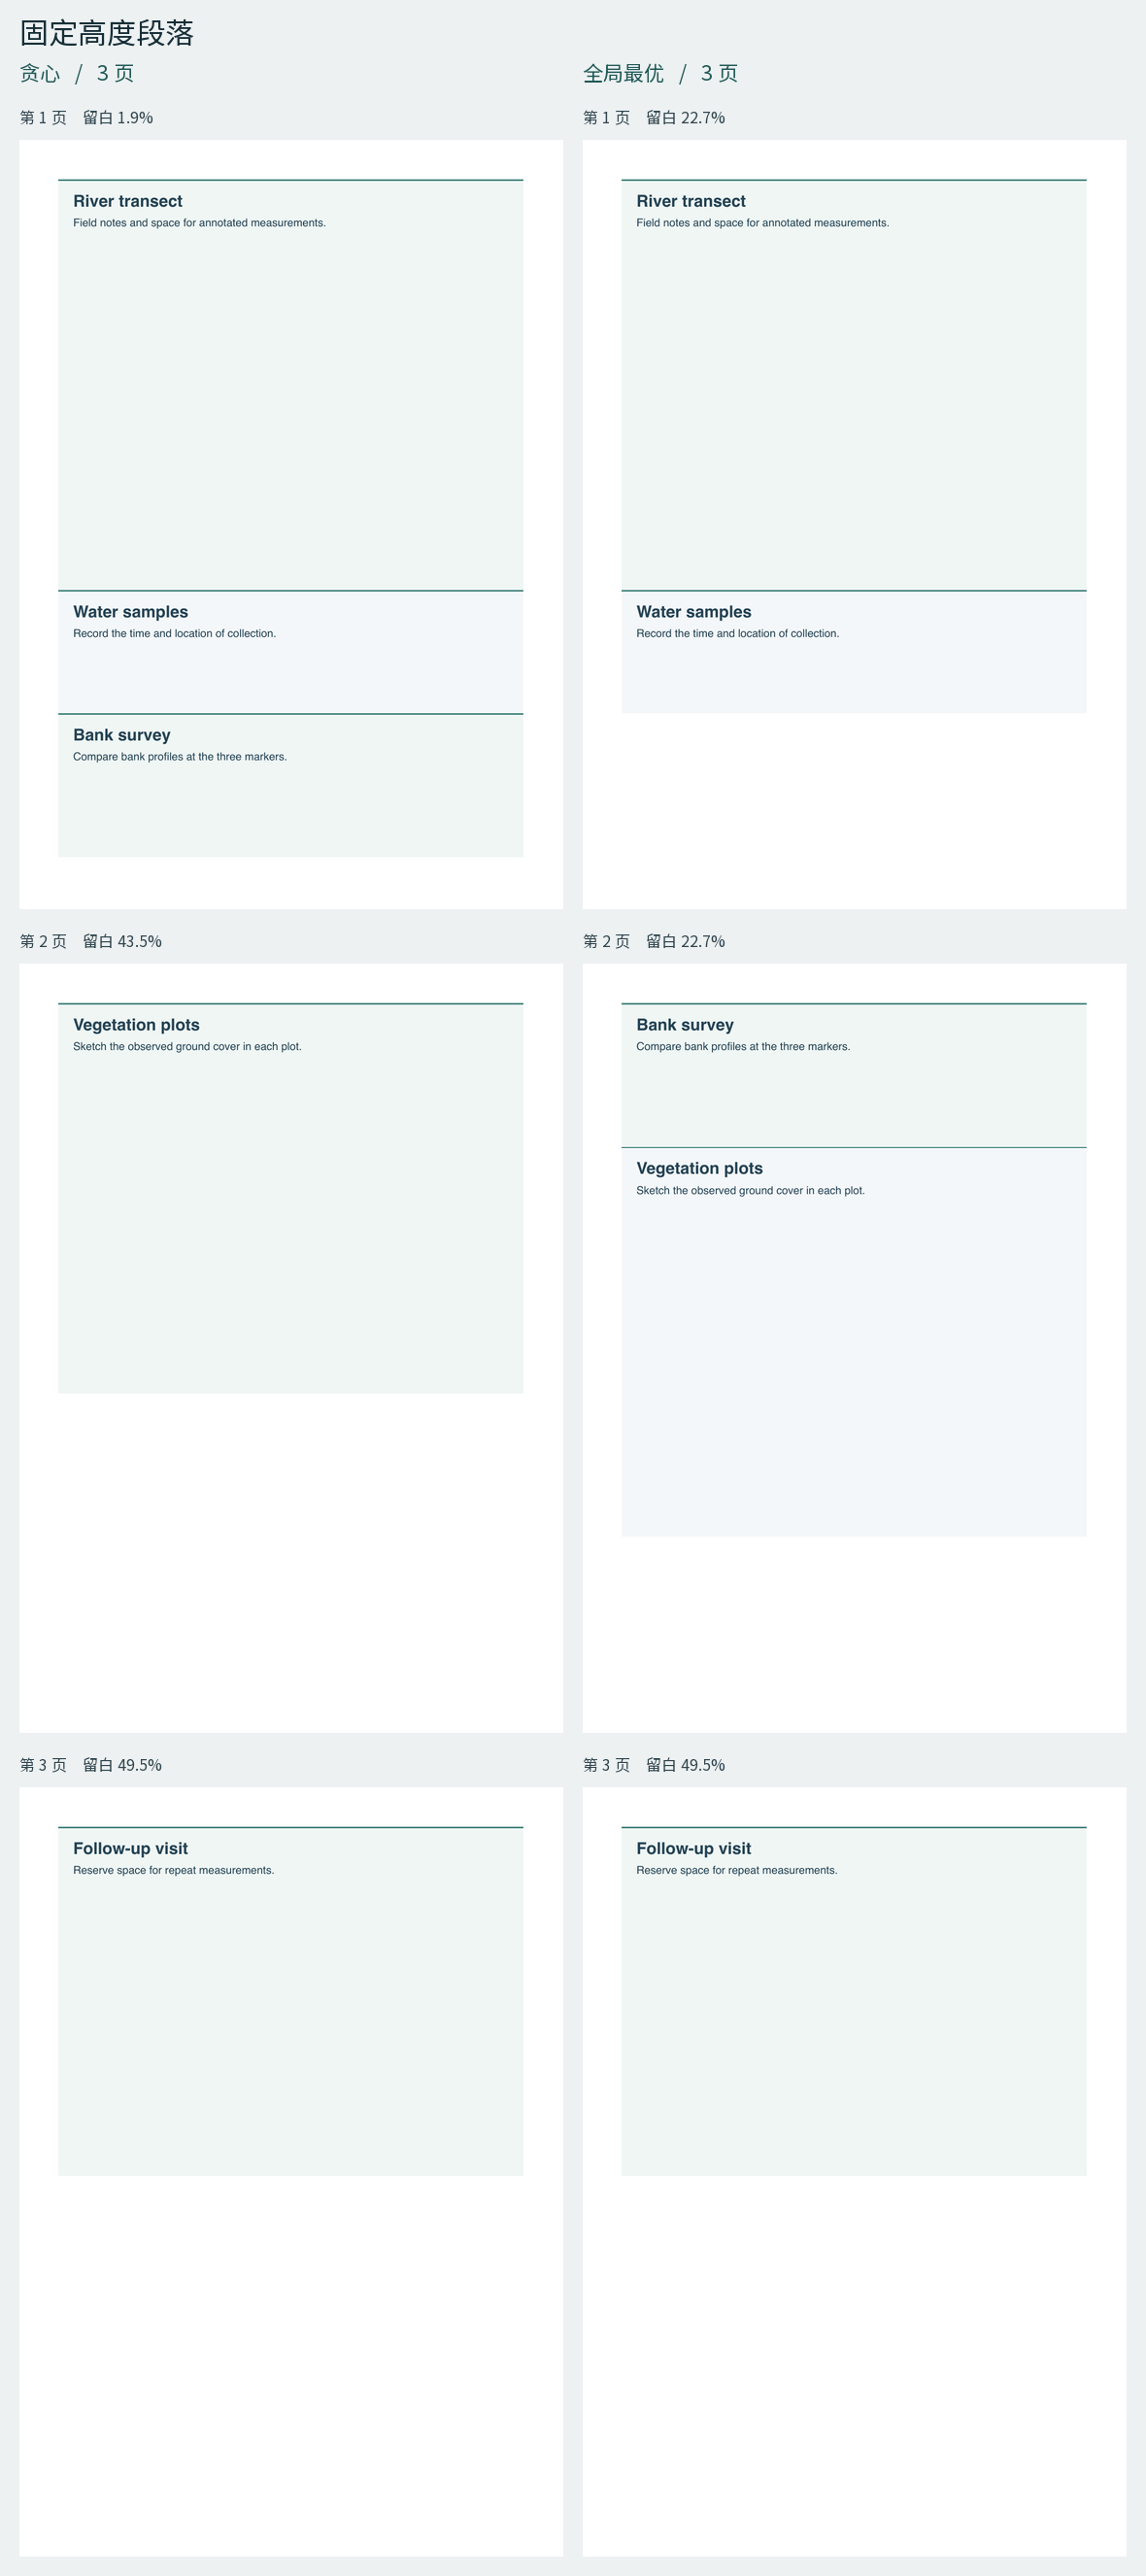 固定高度段落
贪心 / 3 页
第 1 页 留白 1.9%
River transect
Field notes and space for annotated measurements.
Water samples
Record the time and location of collection.
Bank survey
Compare bank profiles at the three markers.
第 2 页 留白 43.5%
Vegetation plots
Sketch the observed ground cover in each plot.
第 3 页 留白 49.5%
Follow-up visit
Reserve space for repeat measurements.
全局最优 / 3 页
第 1 页 留白 22.7%
River transect
Field notes and space for annotated measurements.
Water samples
Record the time and location of collection.
第 2 页 留白 22.7%
Bank survey
Compare bank profiles at the three markers.
Vegetation plots
Sketch the observed ground cover in each plot.
第 3 页 留白 49.5%
Follow-up visit
Reserve space for repeat measurements.